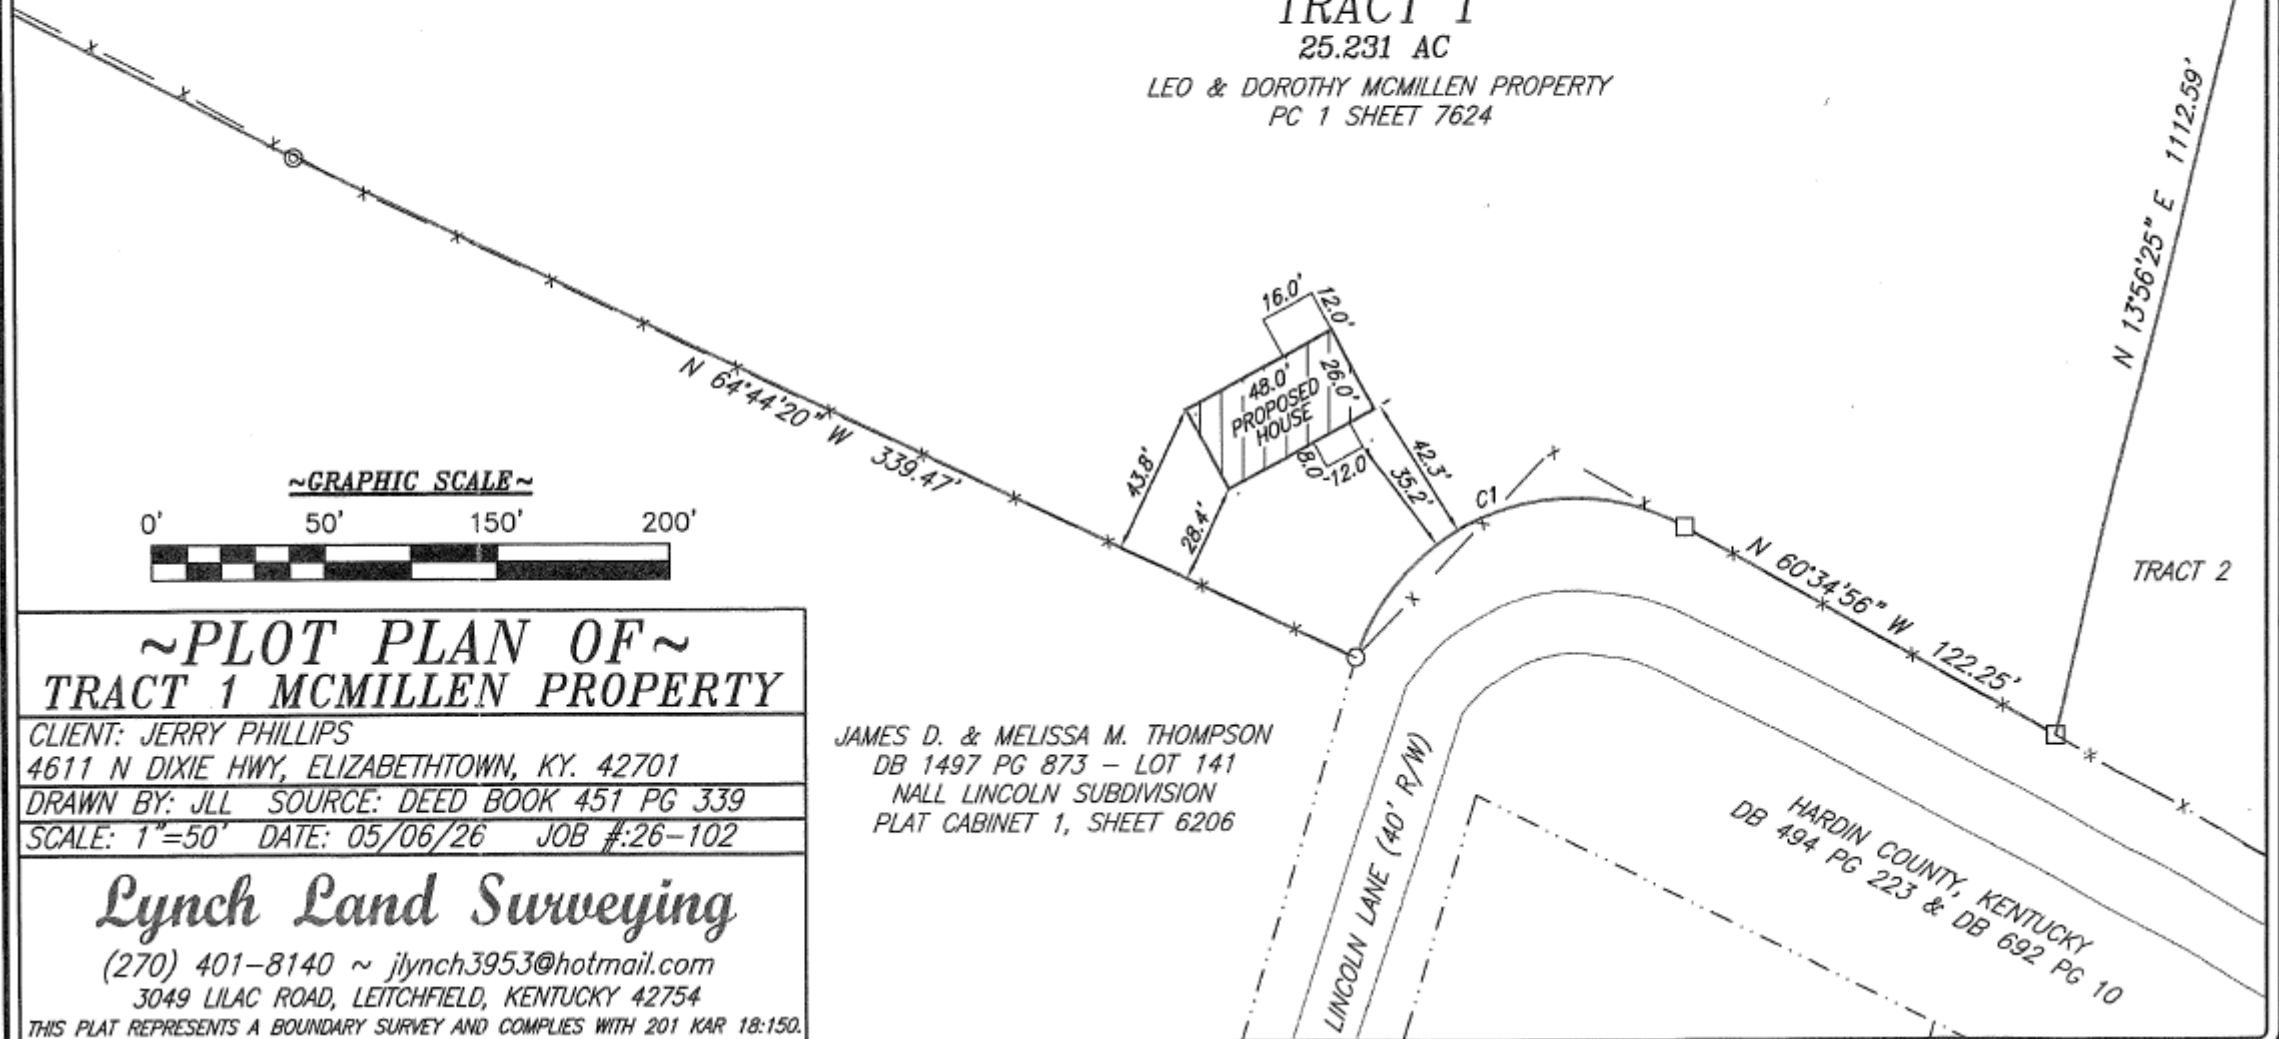 TRACT 1
25.231 AC
LEO & DOROTHY MCMILLEN PROPERTY
PC 1 SHEET 7624
N 13°56'25" E 1112.59'
16.0'
12.0'
48.0'
26.0'
PROPOSED
HOUSE
8.0'
12.0'
43.8'
28.4'
42.3'
35.2'
C1
N 64°44'20" W 339.47'
N 60°34'56" W 122.25'
TRACT 2
~GRAPHIC SCALE~
0' 50' 150' 200'
~PLOT PLAN OF~
TRACT 1 MCMILLEN PROPERTY
CLIENT: JERRY PHILLIPS
4611 N DIXIE HWY, ELIZABETHTOWN, KY. 42701
DRAWN BY: JLL SOURCE: DEED BOOK 451 PG 339
SCALE: 1"=50' DATE: 05/06/26 JOB #:26-102
Lynch Land Surveying
(270) 401-8140 ~ jlynch3953@hotmail.com
3049 LILAC ROAD, LEITCHFIELD, KENTUCKY 42754
THIS PLAT REPRESENTS A BOUNDARY SURVEY AND COMPLIES WITH 201 KAR 18:150.
JAMES D. & MELISSA M. THOMPSON
DB 1497 PG 873 - LOT 141
NALL LINCOLN SUBDIVISION
PLAT CABINET 1, SHEET 6206
LINCOLN LANE (40' R/W)
HARDIN COUNTY, KENTUCKY
DB 494 PG 223 & DB 692 PG 10